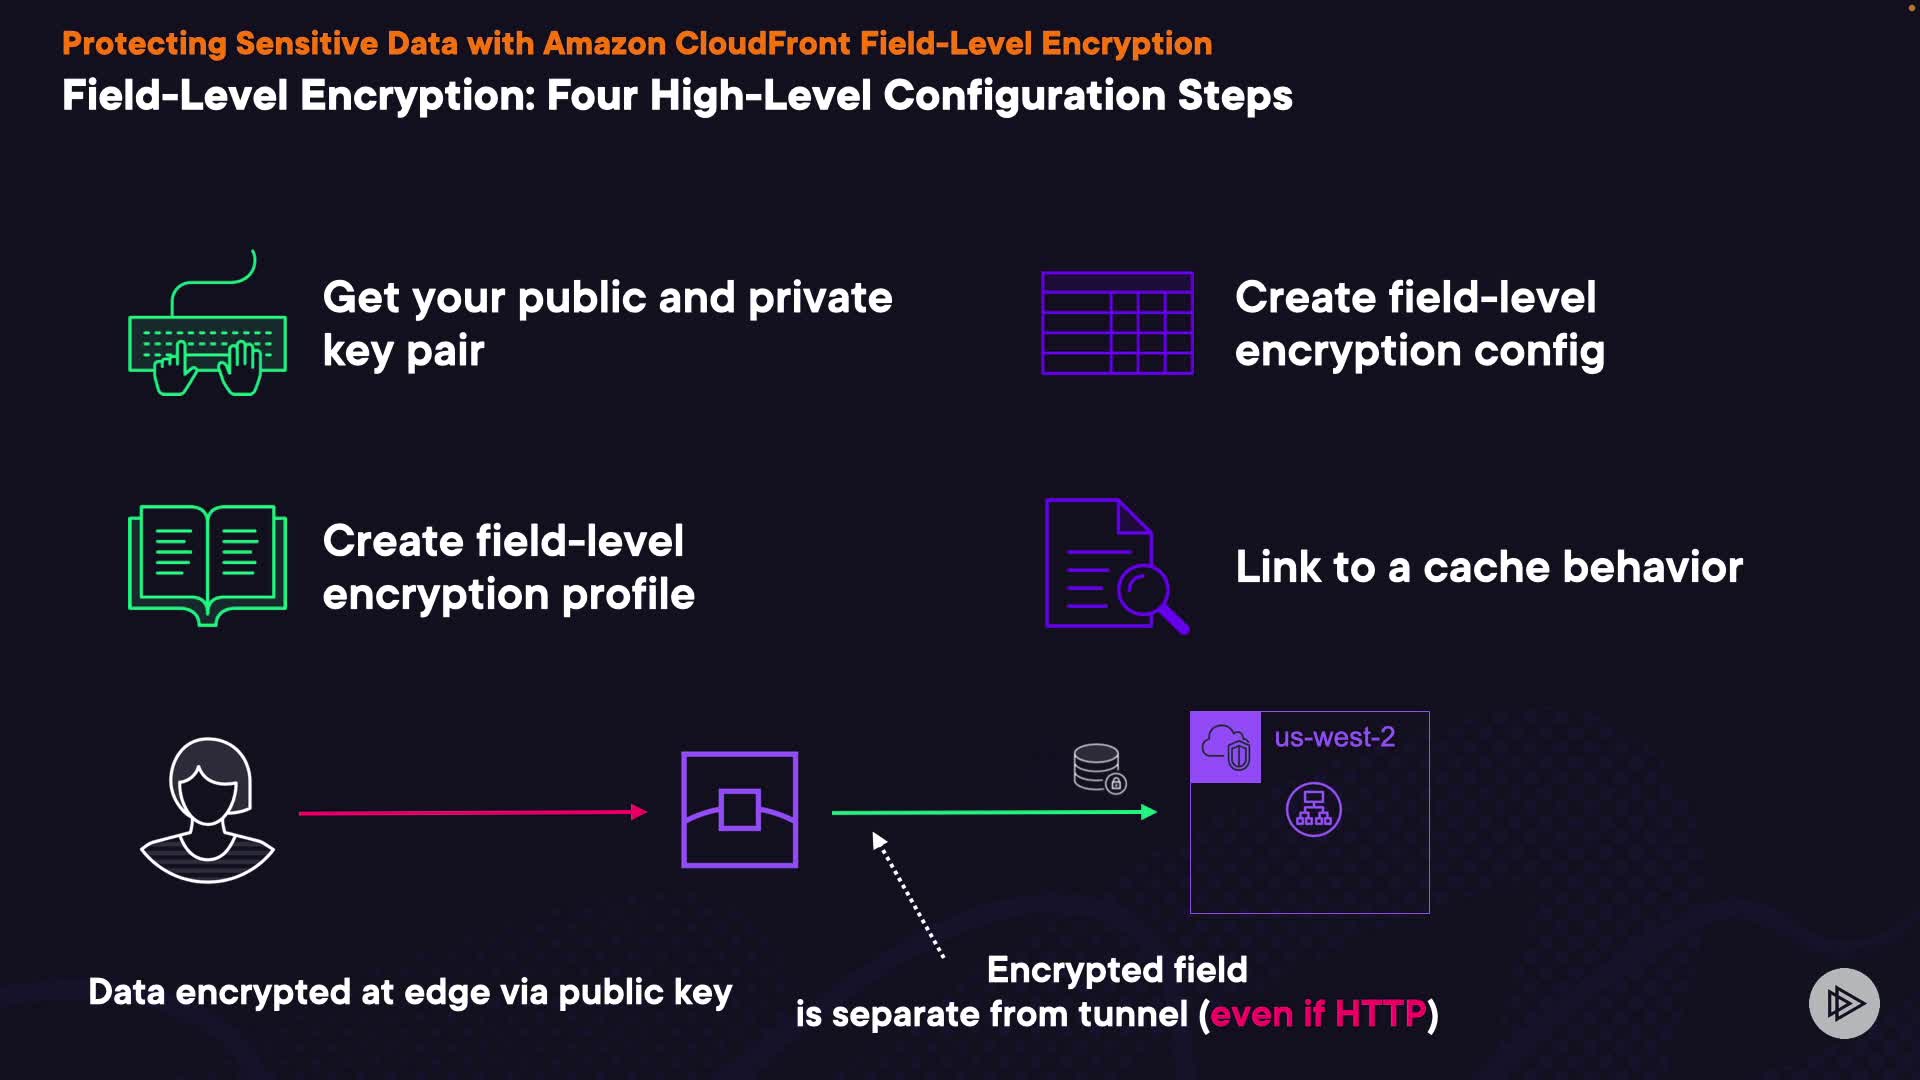 Protecting Sensitive Data with Amazon CloudFront Field-Level Encryption
Field-Level Encryption: Four High-Level Configuration Steps
Get your public and private
key pair
Create field-level
encryption config
Create field-level
encryption profile
Link to a cache behavior
us-west-2
Data encrypted at edge via public key
Encrypted field
is separate from tunnel (even if HTTP)